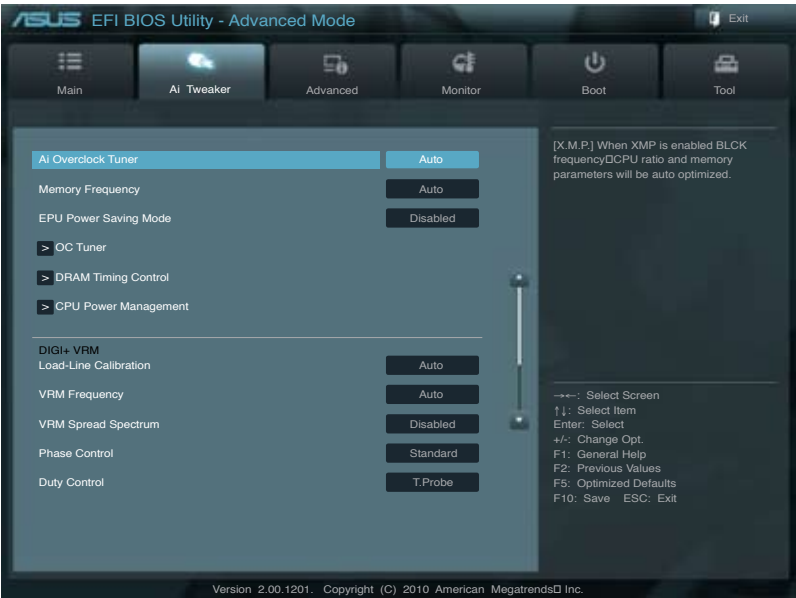 ASUS EFI BIOS Utility - Advanced Mode
Exit
Main
Ai Tweaker
Advanced
Monitor
Boot
Tool
Ai Overclock Tuner Auto
Memory Frequency Auto
EPU Power Saving Mode Disabled
> OC Tuner
> DRAM Timing Control
> CPU Power Management
DIGI+ VRM
Load-Line Calibration Auto
VRM Frequency Auto
VRM Spread Spectrum Disabled
Phase Control Standard
Duty Control T.Probe
[X.M.P.] When XMP is enabled BLCK
frequency□CPU ratio and memory
parameters will be auto optimized.
→←: Select Screen
↑↓: Select Item
Enter: Select
+/-: Change Opt.
F1: General Help
F2: Previous Values
F5: Optimized Defaults
F10: Save ESC: Exit
Version 2.00.1201. Copyright (C) 2010 American Megatrends□ Inc.